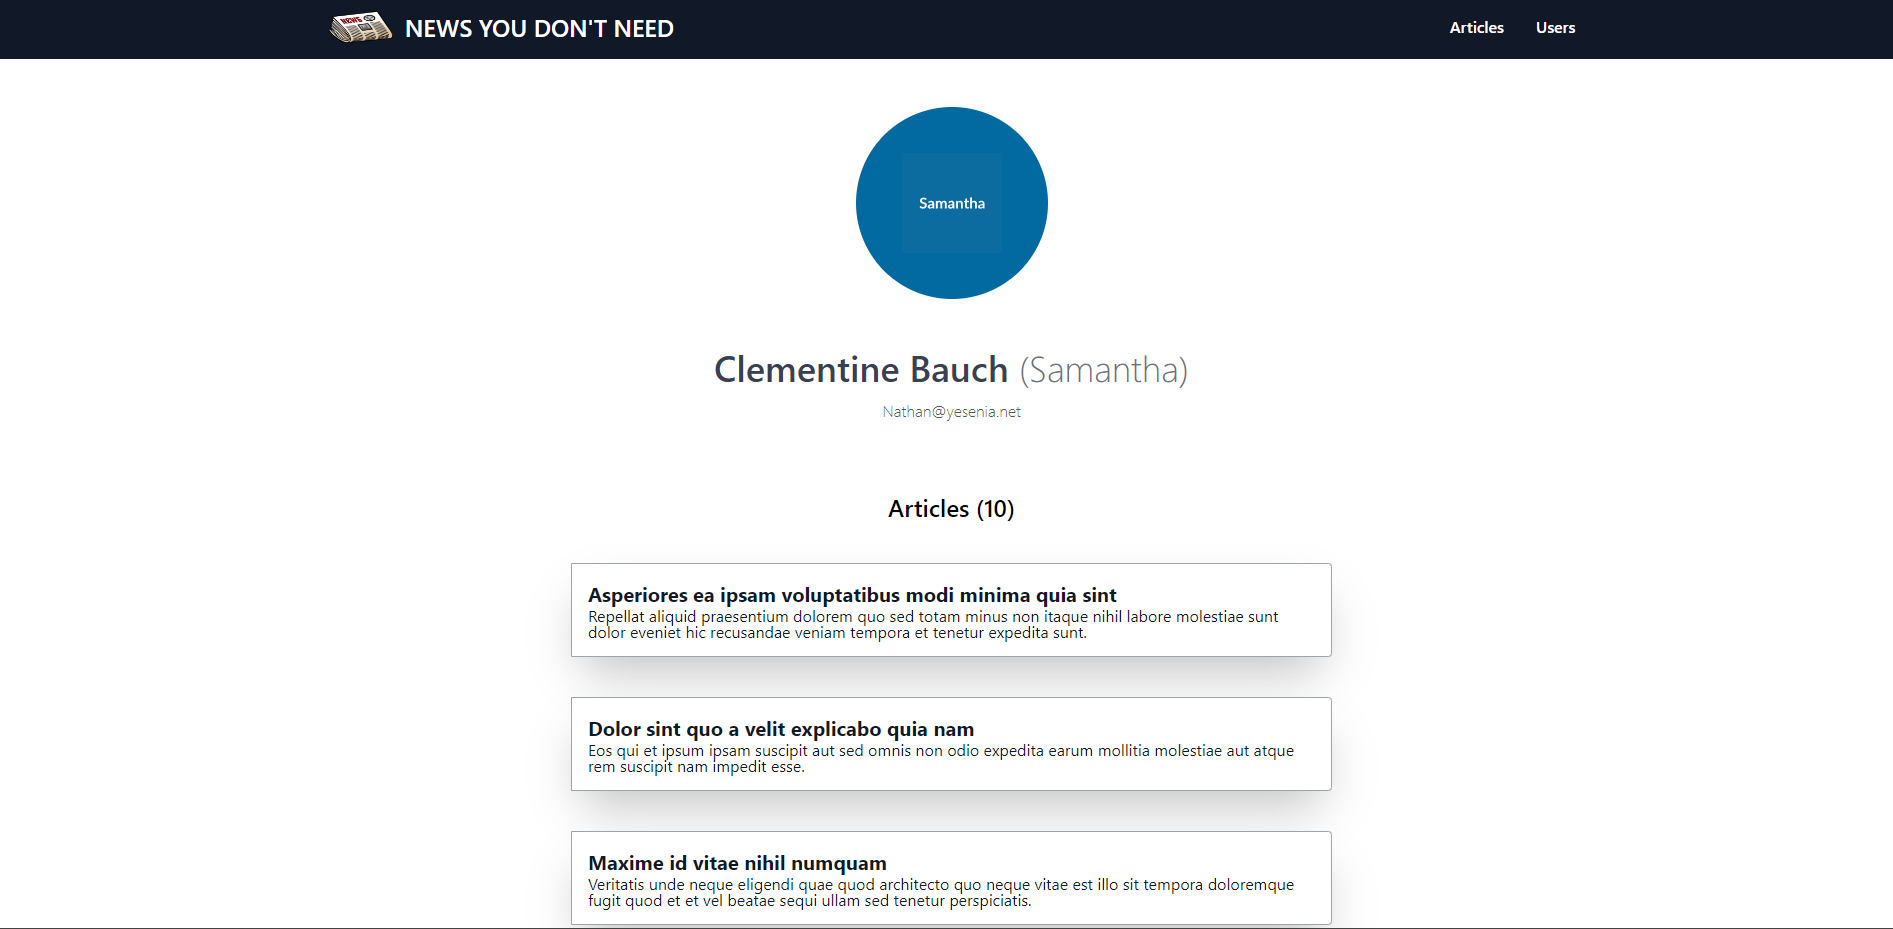 NEWS
NEWS YOU DON'T NEED
Articles
Users
Samantha
Clementine Bauch (Samantha)
Nathan@yesenia.net
Articles (10)
Asperiores ea ipsam voluptatibus modi minima quia sint
Repellat aliquid praesentium dolorem quo sed totam minus non itaque nihil labore molestiae sunt
dolor eveniet hic recusandae veniam tempora et tenetur expedita sunt.
Dolor sint quo a velit explicabo quia nam
Eos qui et ipsum ipsam suscipit aut sed omnis non odio expedita earum mollitia molestiae aut atque
rem suscipit nam impedit esse.
Maxime id vitae nihil numquam
Veritatis unde neque eligendi quae quod architecto quo neque vitae est illo sit tempora doloremque
fugit quod et et vel beatae sequi ullam sed tenetur perspiciatis.